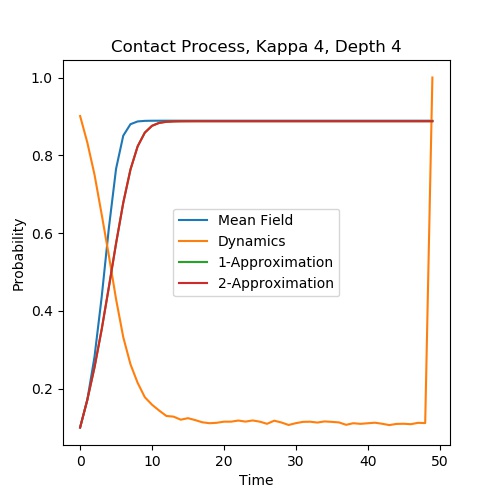 Contact Process, Kappa 4, Depth 4
1.0
0.8
0.6
0.4
0.2
Probability
Mean Field
Dynamics
1-Approximation
2-Approximation
0 10 20 30 40 50
Time